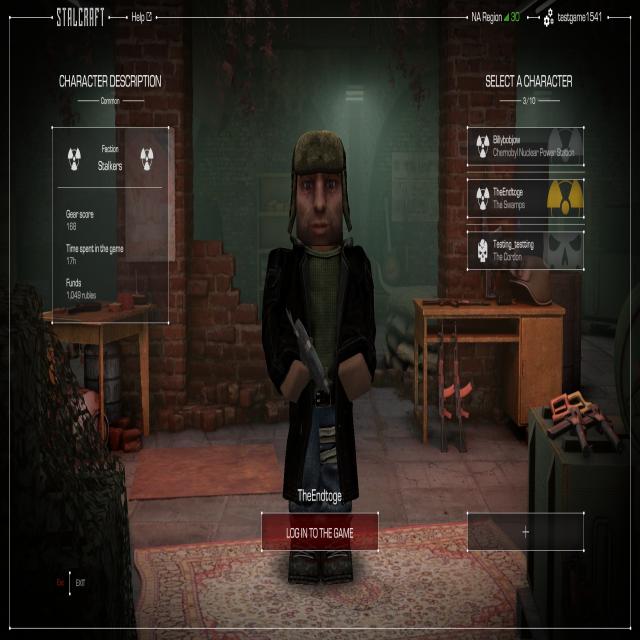 STALCRAFT
Help
NA Region 30
testgame1541
CHARACTER DESCRIPTION
Common
Faction
Stalkers
Gear score
168
Time spent in the game
17h
Funds
1,049 rubles
SELECT A CHARACTER
3/10
Billybobjow
Chernobyl Nuclear Power Station
TheEndtoge
The Swamps
Testing_testting
The Cordon
TheEndtoge
LOG IN TO THE GAME
+
Esc EXIT